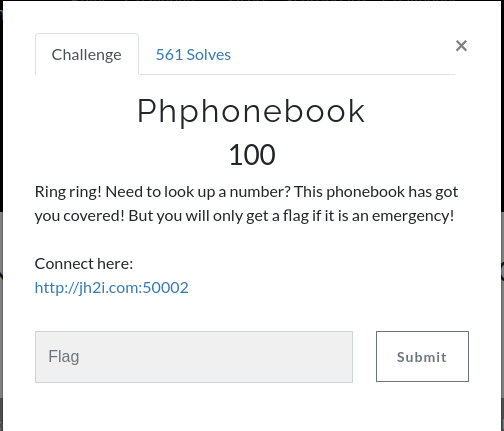 Challenge
561 Solves
×
Phphonebook
100
Ring ring! Need to look up a number? This phonebook has got
you covered! But you will only get a flag if it is an emergency!
Connect here:
http://jh2i.com:50002
Flag
Submit